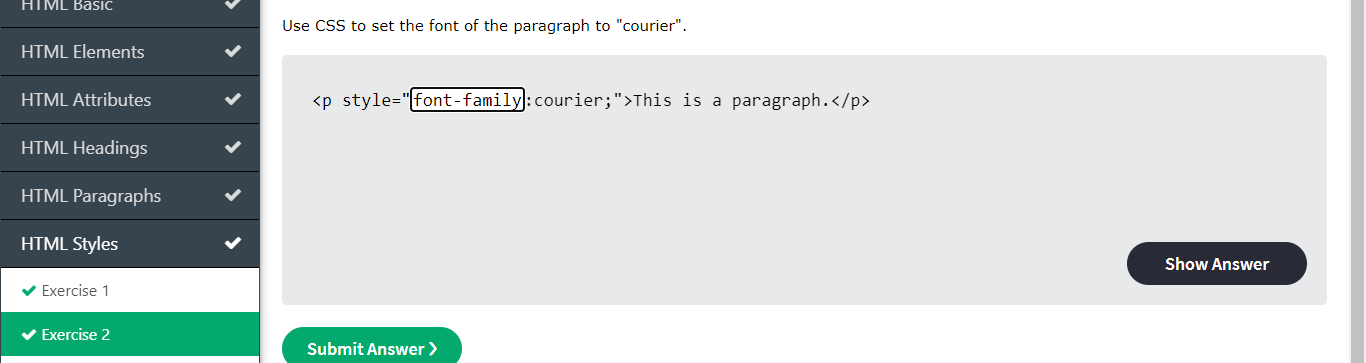 HTML Basic
HTML Elements
HTML Attributes
HTML Headings
HTML Paragraphs
HTML Styles
Exercise 1
Exercise 2
Use CSS to set the font of the paragraph to "courier".
<p style="font-family:courier;">This is a paragraph.</p>
Show Answer
Submit Answer ❯